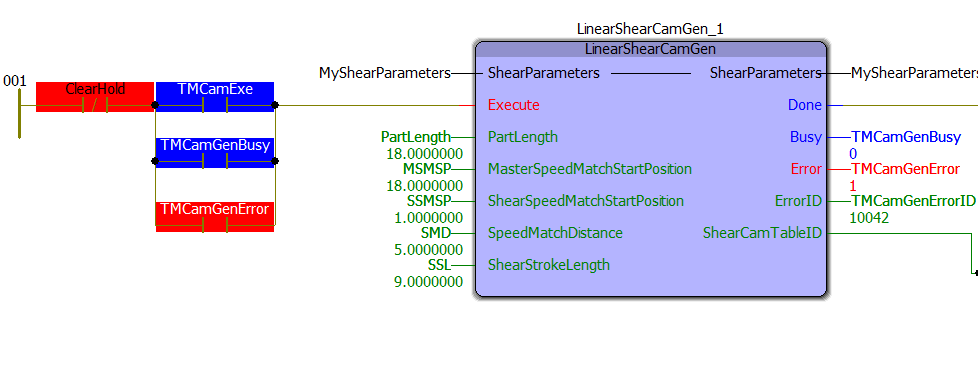 LinearShearCamGen_1
LinearShearCamGen
001
MyShearParameters ShearParameters ShearParameters MyShearParameters
ClearHold TMCamExe Execute Done
PartLength PartLength Busy TMCamGenBusy
18.0000000 0
TMCamGenBusy
MSMSP MasterSpeedMatchStartPosition Error TMCamGenError
18.0000000 1
SSMSP ShearSpeedMatchStartPosition ErrorID TMCamGenErrorID
TMCamGenError
1.0000000 10042
SMD SpeedMatchDistance ShearCamTableID
5.0000000
SSL ShearStrokeLength
9.0000000